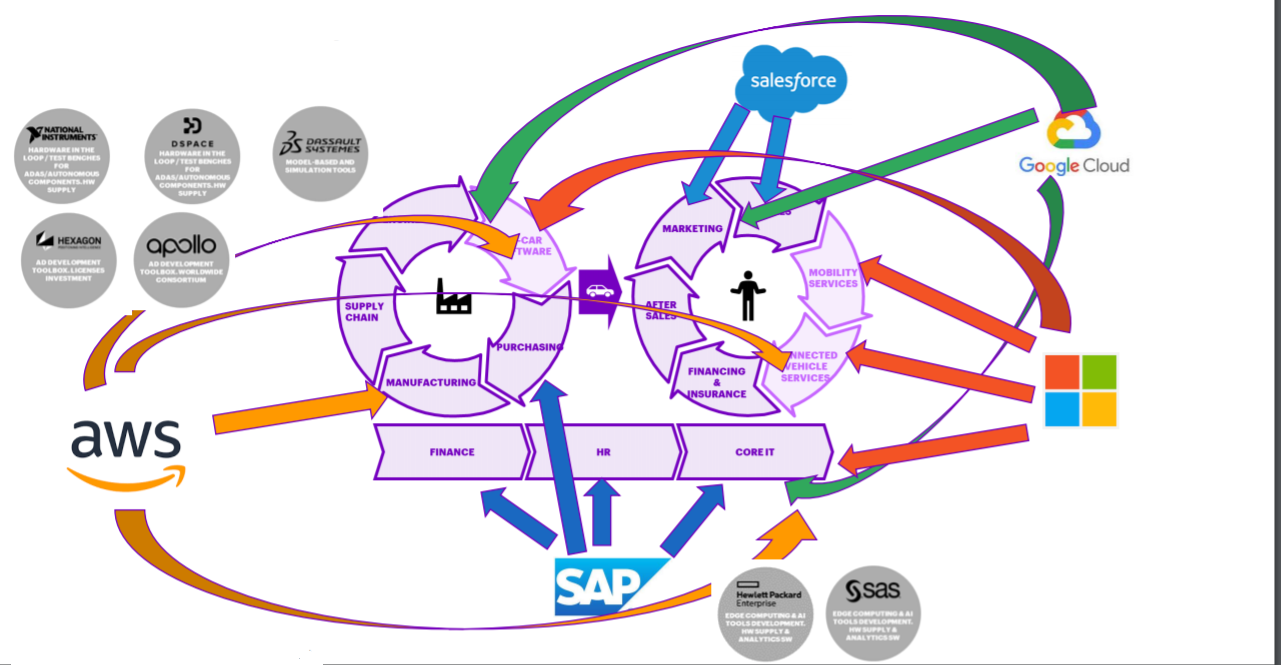 salesforce
NATIONAL
INSTRUMENTS
HARDWARE IN THE
LOOP / TEST BENCHES
FOR
ADAS/AUTONOMOUS
COMPONENTS. HW
SUPPLY
DSPACE
HARDWARE IN THE
LOOP / TEST BENCHES
FOR
ADAS/AUTONOMOUS
COMPONENTS. HW
SUPPLY
DASSAULT
SYSTEMES
MODEL-BASED AND
SIMULATION TOOLS
Google Cloud
HEXAGON
AD DEVELOPMENT
TOOLBOX. LICENSES
INVESTMENT
apollo
AD DEVELOPMENT
TOOLBOX. WORLDWIDE
CONSORTIUM
-CAR
TWARE
MARKETING
ES
MOBILITY
SERVICES
SUPPLY
CHAIN
AFTER
SALES
PURCHASING
NNECTED
VEHICLE
SERVICES
MANUFACTURING
FINANCING
&
INSURANCE
aws
FINANCE
HR
CORE IT
SAP
Hewlett Packard
Enterprise
EDGE COMPUTING & AI
TOOLS DEVELOPMENT.
HW SUPPLY &
ANALYTICS SW
sas
EDGE COMPUTING & AI
TOOLS DEVELOPMENT.
HW SUPPLY &
ANALYTICS SW